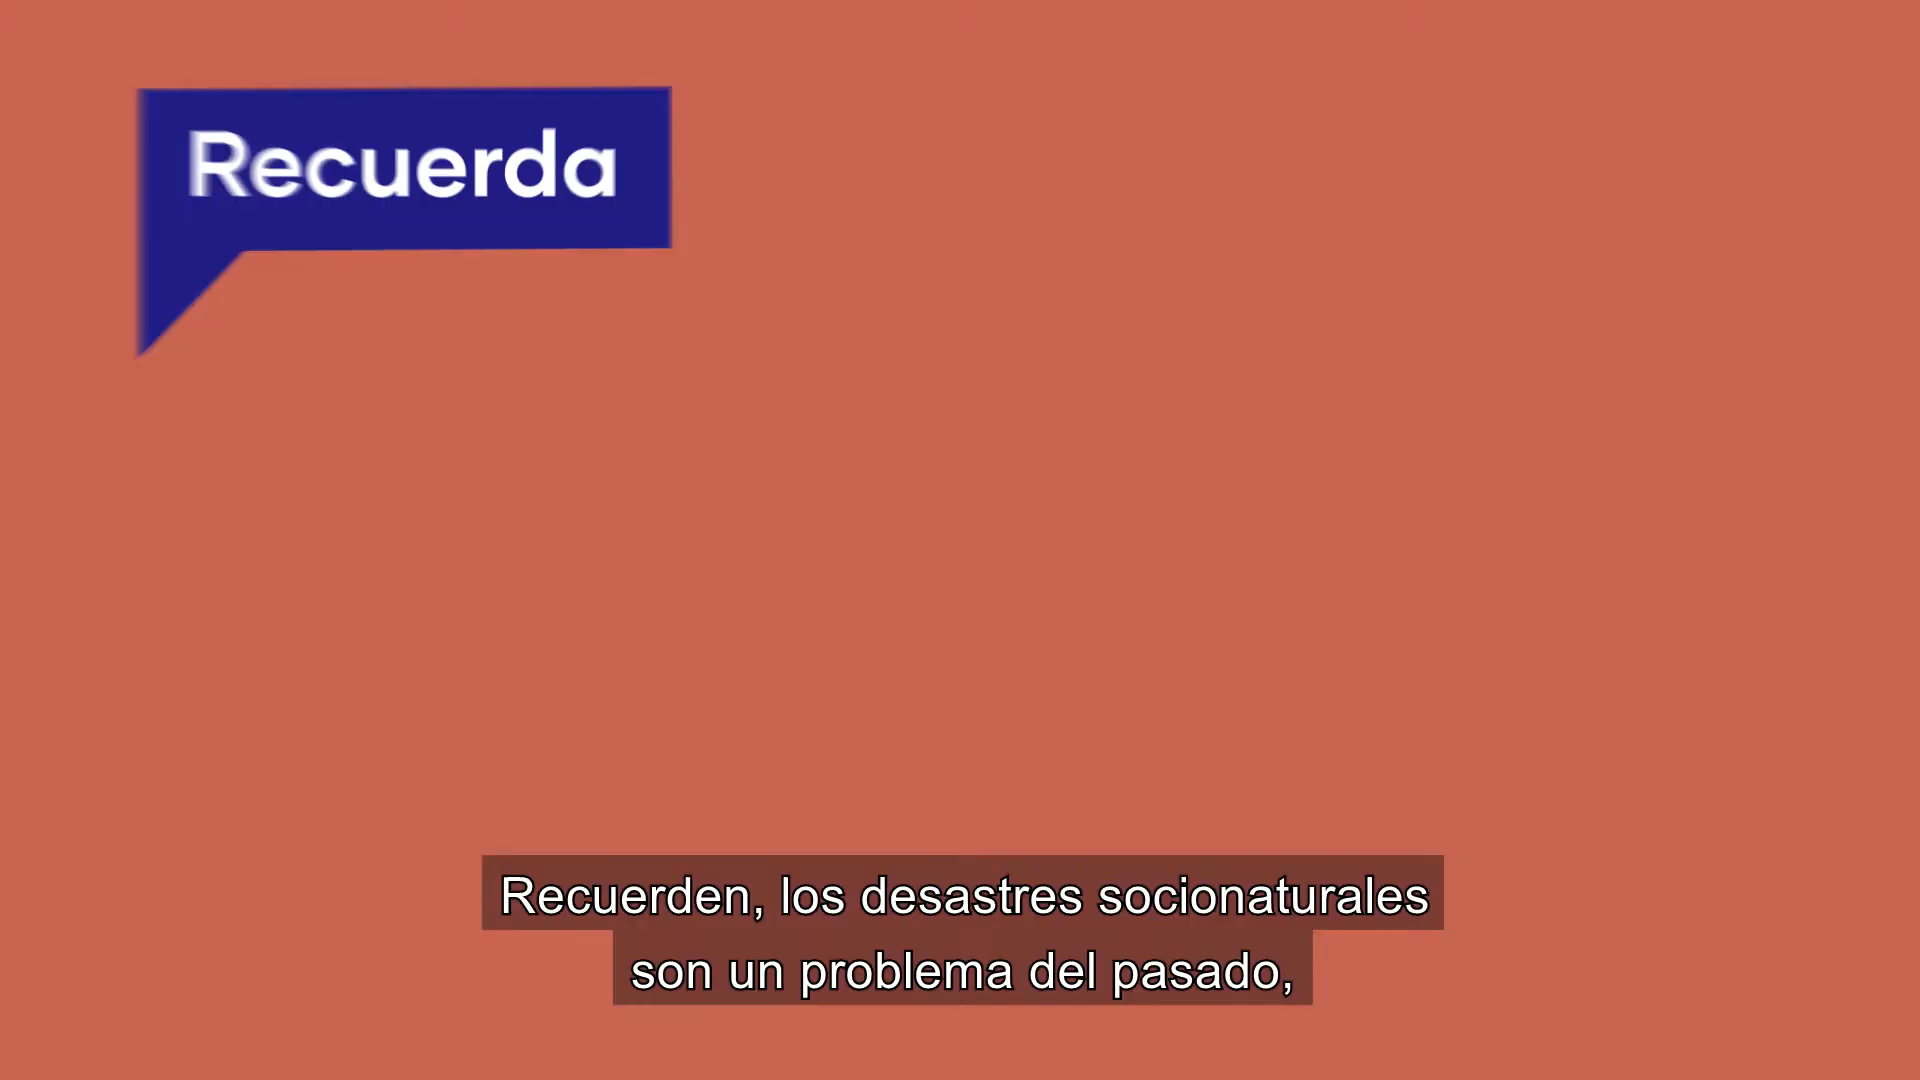 Recuerda
Recuerden, los desastres socionaturales
son un problema del pasado,